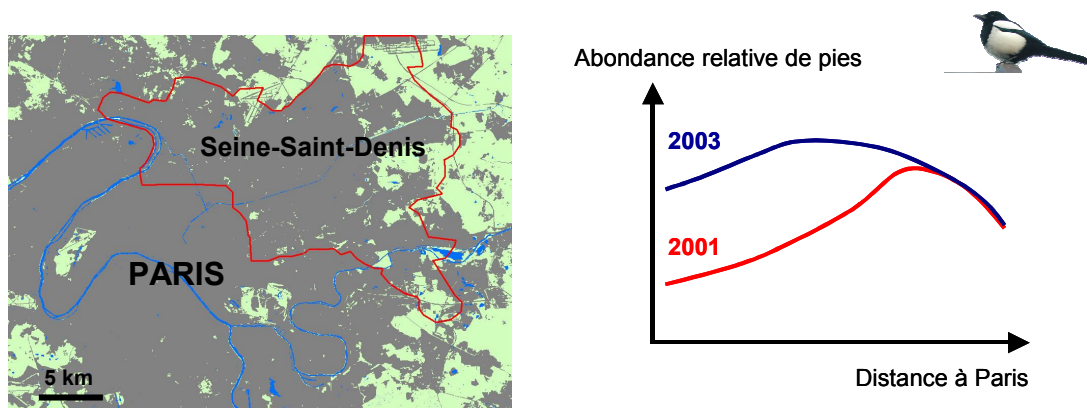 Seine-Saint-Denis
PARIS
5 km
Abondance relative de pies
2003
2001
Distance à Paris